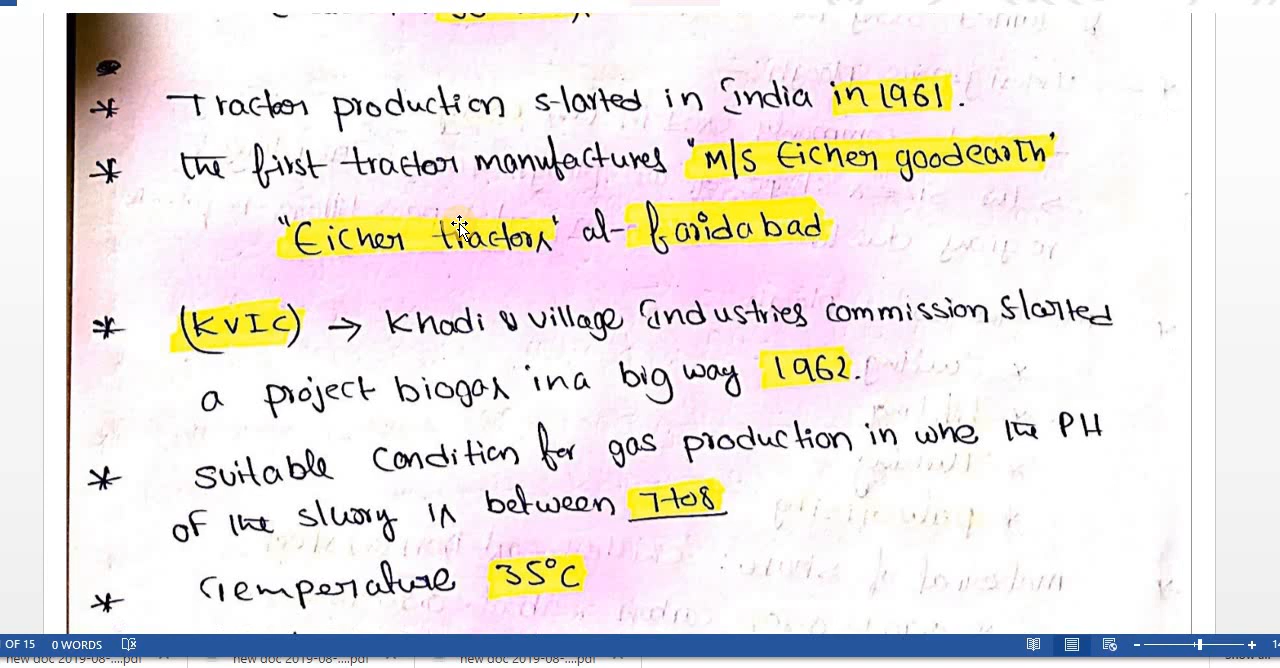 * Tractor production started in India in 1961.
* The first tractor manufactures "M/S Eicher goodearth"
"Eicher tractors" at faridabad
* (KVIC) → Khadi & village Industries commission started
a project biogas in a big way 1962.
* suitable condition for gas production in whe the PH
of the slurry is between 7 to 8
* Temperature 35°C
OF 15 0 WORDS
new doc 2019-08-....pdf new doc 2019-08-....pdf new doc 2019-08-....pdf